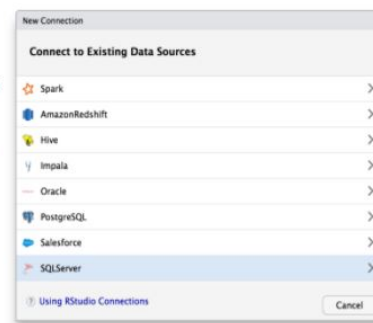 New Connection
Connect to Existing Data Sources
Spark
AmazonRedshift
Hive
Impala
Oracle
PostgreSQL
Salesforce
SQLServer
? Using RStudio Connections
Cancel